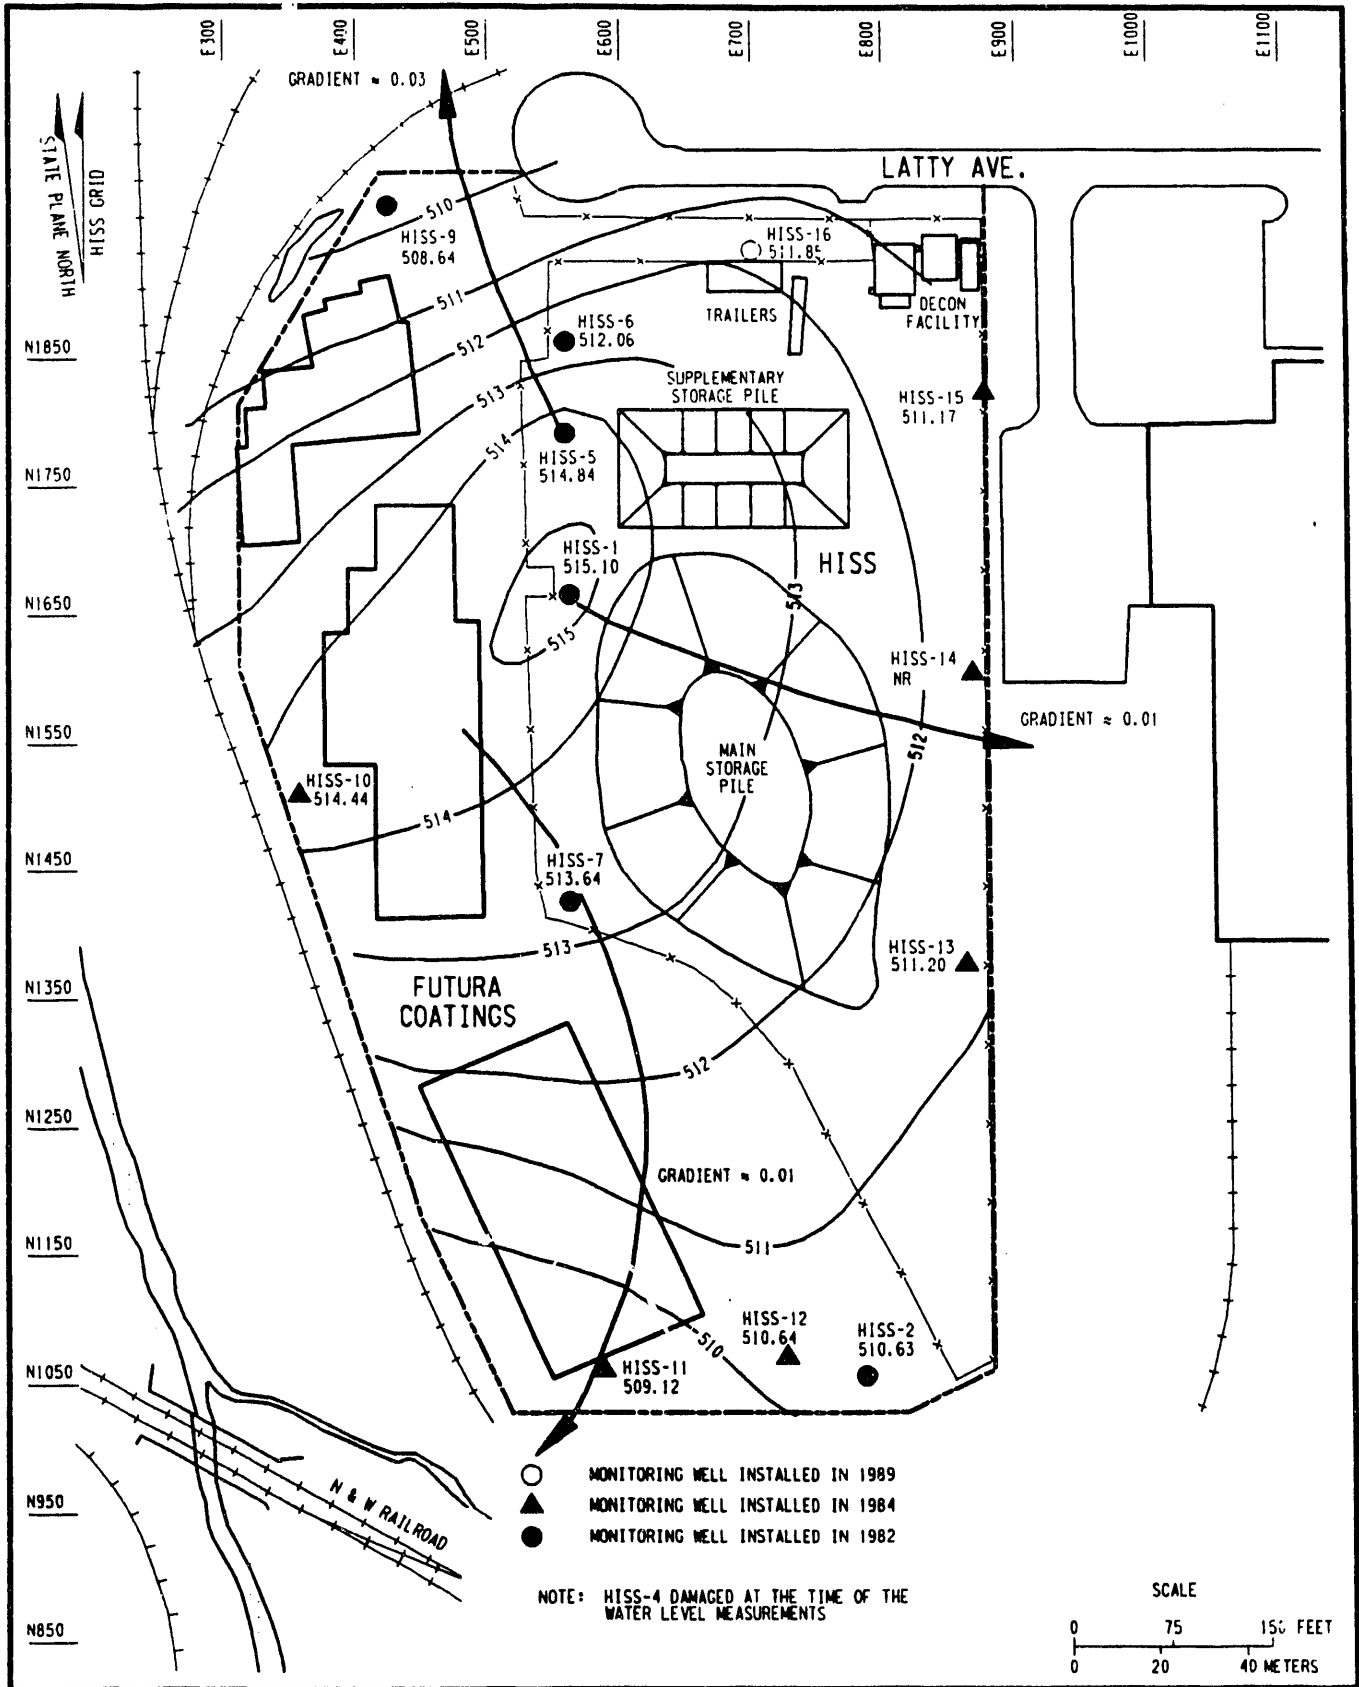 E300
E400
E500
E600
E700
E800
E900
E1000
E1100
GRADIENT ≈ 0.03
STATE PLANE NORTH
HISS GRID
LATTY AVE.
510
HISS-9
508.64
HISS-16
511.85
511
TRAILERS
DECON
FACILITY
HISS-6
512.06
512
N1850
SUPPLEMENTARY
STORAGE PILE
513
HISS-15
511.17
514
HISS-5
514.84
N1750
HISS-1
515.10
HISS
513
N1650
515
HISS-14
NR
GRADIENT ≈ 0.01
N1550
512
MAIN
STORAGE
PILE
HISS-10
514.44
514
HISS-7
513.64
N1450
513
HISS-13
511.20
FUTURA
COATINGS
N1350
512
N1250
GRADIENT ≈ 0.01
N1150
511
HISS-12
510.64
HISS-2
510.63
510
HISS-11
509.12
N1050
N & W RAILROAD
N950
N850
MONITORING WELL INSTALLED IN 1989
MONITORING WELL INSTALLED IN 1984
MONITORING WELL INSTALLED IN 1982
NOTE: HISS-4 DAMAGED AT THE TIME OF THE
WATER LEVEL MEASUREMENTS
SCALE
0 75 150 FEET
0 20 40 METERS